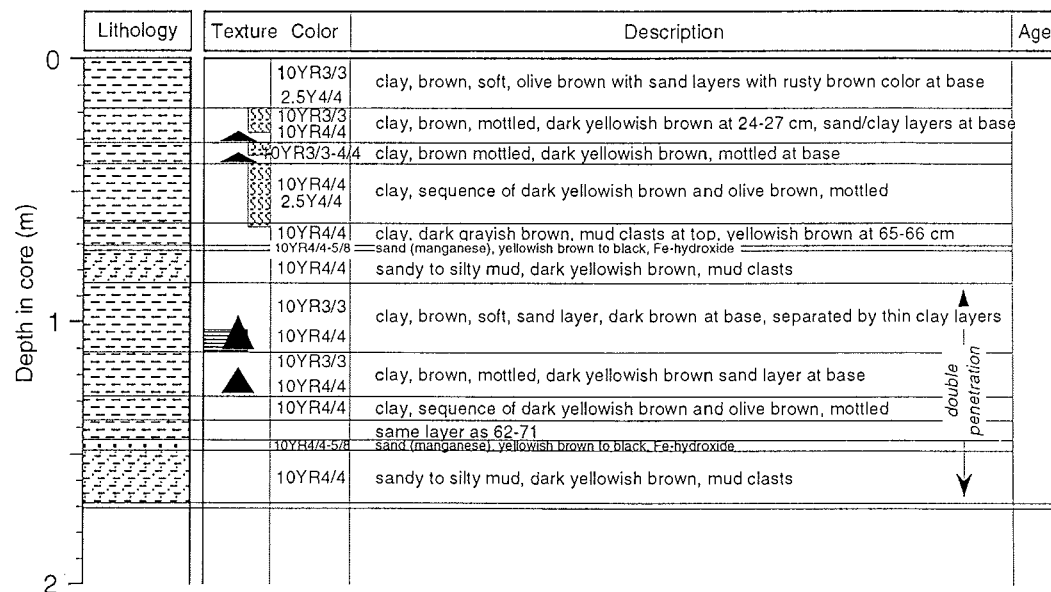 Lithology Texture Color Description Age
0
10YR3/3
clay, brown, soft, olive brown with sand layers with rusty brown color at base
2.5Y4/4
10YR3/3
clay, brown, mottled, dark yellowish brown at 24-27 cm, sand/clay layers at base
10YR4/4
10YR3/3-4/4 clay, brown mottled, dark yellowish brown, mottled at base
10YR4/4
clay, sequence of dark yellowish brown and olive brown, mottled
2.5Y4/4
10YR4/4 clay, dark grayish brown, mud clasts at top, yellowish brown at 65-66 cm
10YR4/4-5/8 sand (manganese), yellowish brown to black, Fe-hydroxide
10YR4/4 sandy to silty mud, dark yellowish brown, mud clasts
10YR3/3
clay, brown, soft, sand layer, dark brown at base, separated by thin clay layers
1
10YR4/4
10YR3/3
clay, brown, mottled, dark yellowish brown sand layer at base
10YR4/4
10YR4/4 clay, sequence of dark yellowish brown and olive brown, mottled
same layer as 62-71
10YR4/4-5/8 sand (manganese), yellowish brown to black, Fe-hydroxide
10YR4/4 sandy to silty mud, dark yellowish brown, mud clasts
double
penetration
2
Depth in core (m)